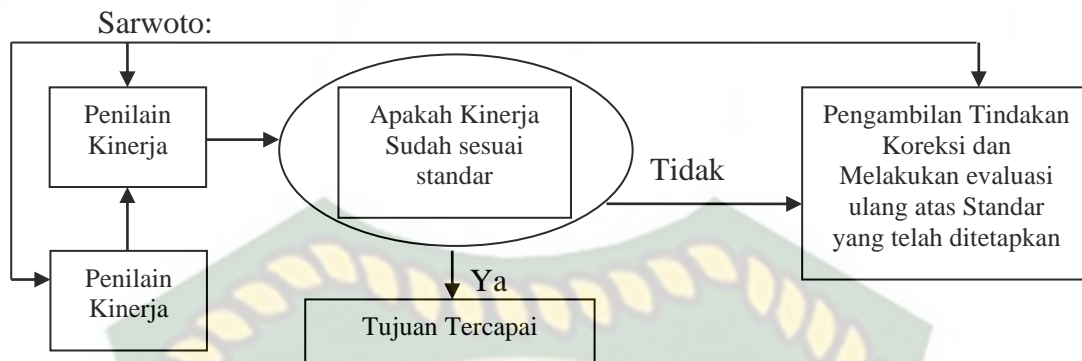 Sarwoto:
Penilain
Kinerja
Apakah Kinerja
Sudah sesuai
standar
Tidak
Pengambilan Tindakan
Koreksi dan
Melakukan evaluasi
ulang atas Standar
yang telah ditetapkan
Penilain
Kinerja
Ya
Tujuan Tercapai